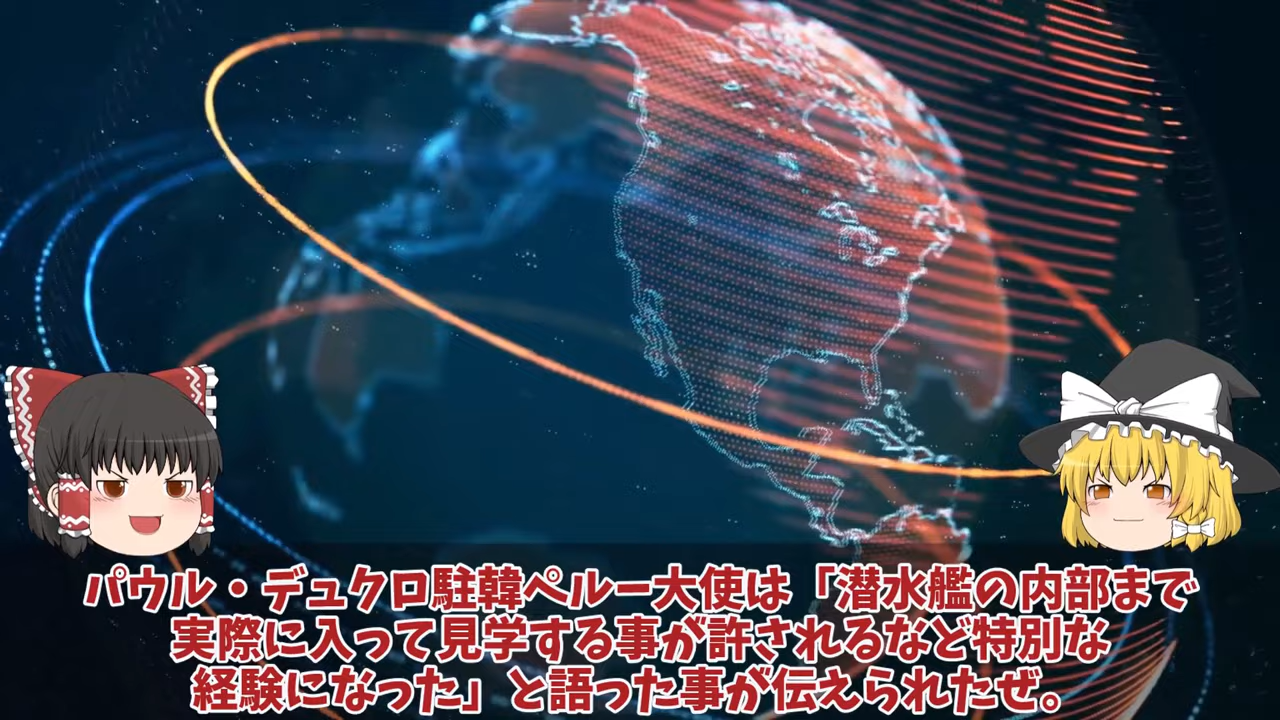 パウル・デュクロ駐韓ペルー大使は「潜水艦の内部まで
実際に入って見学する事が許されるなど特別な
経験になった」と語った事が伝えられたぜ。